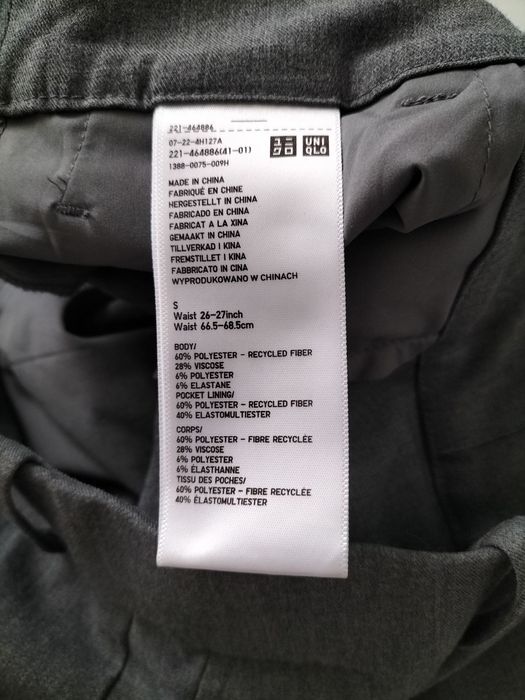 221-464886
07-22-4H127A
221-464886(41-01)
1388-0075-009H
ユニ
クロ
UNI
QLO
MADE IN CHINA
FABRIQUÉ EN CHINE
HERGESTELLT IN CHINA
FABRICADO EN CHINA
FABRICAT A LA XINA
GEMAAKT IN CHINA
TILLVERKAD I KINA
FREMSTILLET I KINA
FABBRICATO IN CINA
WYPRODUKOWANO W CHINACH
S
Waist 26-27inch
Waist 66.5-68.5cm
BODY/
60% POLYESTER - RECYCLED FIBER
28% VISCOSE
6% POLYESTER
6% ELASTANE
POCKET LINING/
60% POLYESTER - RECYCLED FIBER
40% ELASTOMULTIESTER
CORPS/
60% POLYESTER - FIBRE RECYCLÉE
28% VISCOSE
6% POLYESTER
6% ÉLASTHANNE
TISSU DES POCHES/
60% POLYESTER - FIBRE RECYCLÉE
40% ÉLASTOMULTIESTER